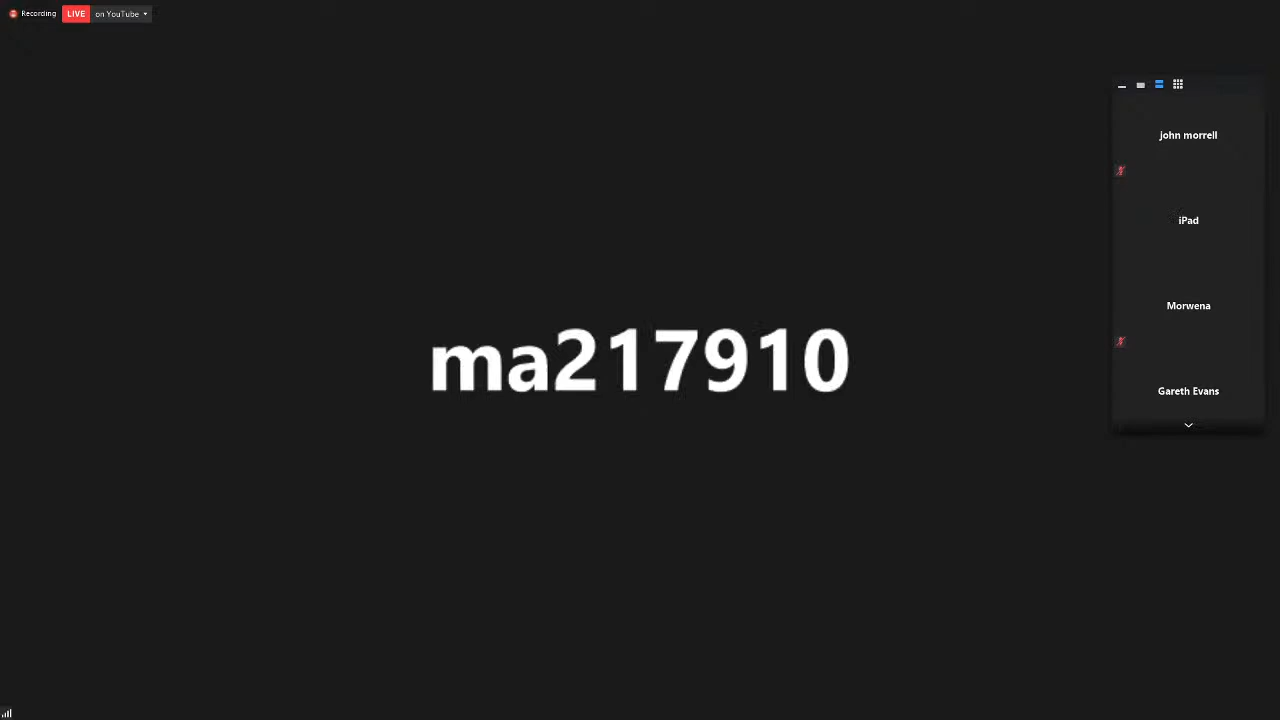 Recording LIVE on YouTube
john morrell
iPad
Morwena
ma217910
Gareth Evans